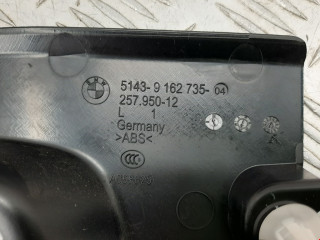 5143- 9 162 735- 04
257.950-12
L 1
Germany
>ABS<